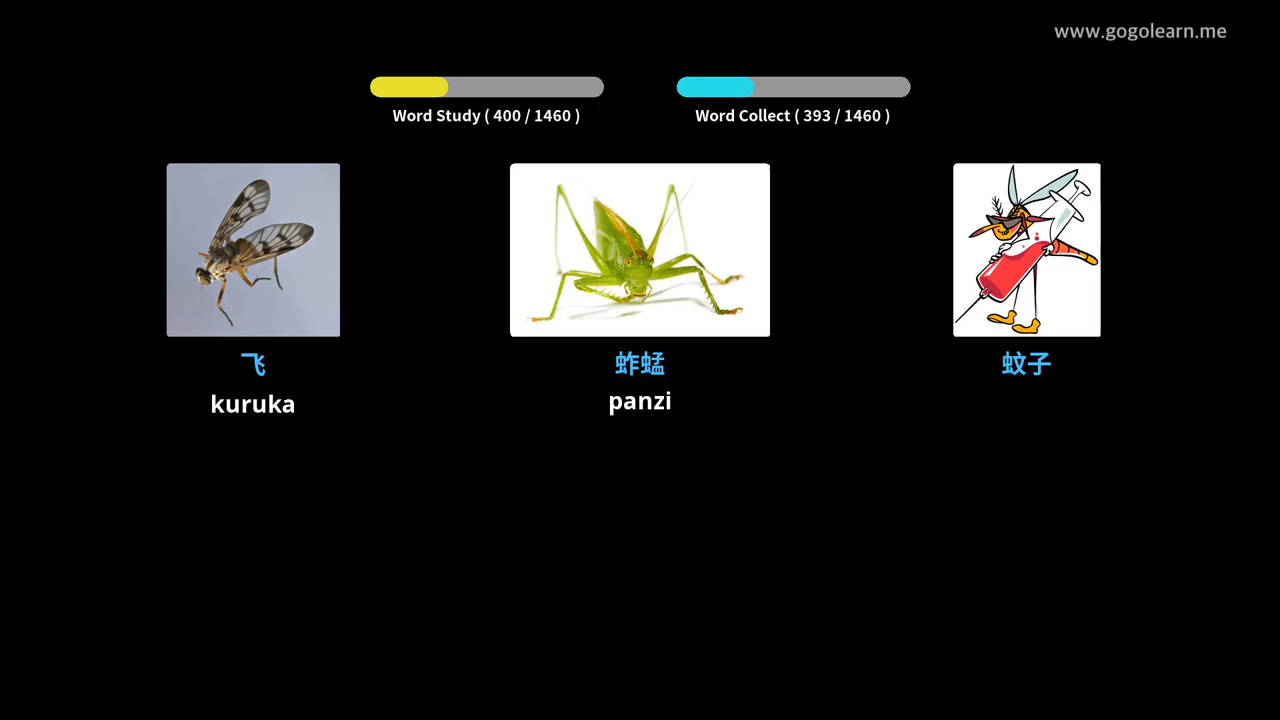 www.gogolearn.me
Word Study ( 400 / 1460 )
Word Collect ( 393 / 1460 )
飞
蚱蜢
蚊子
kuruka
panzi